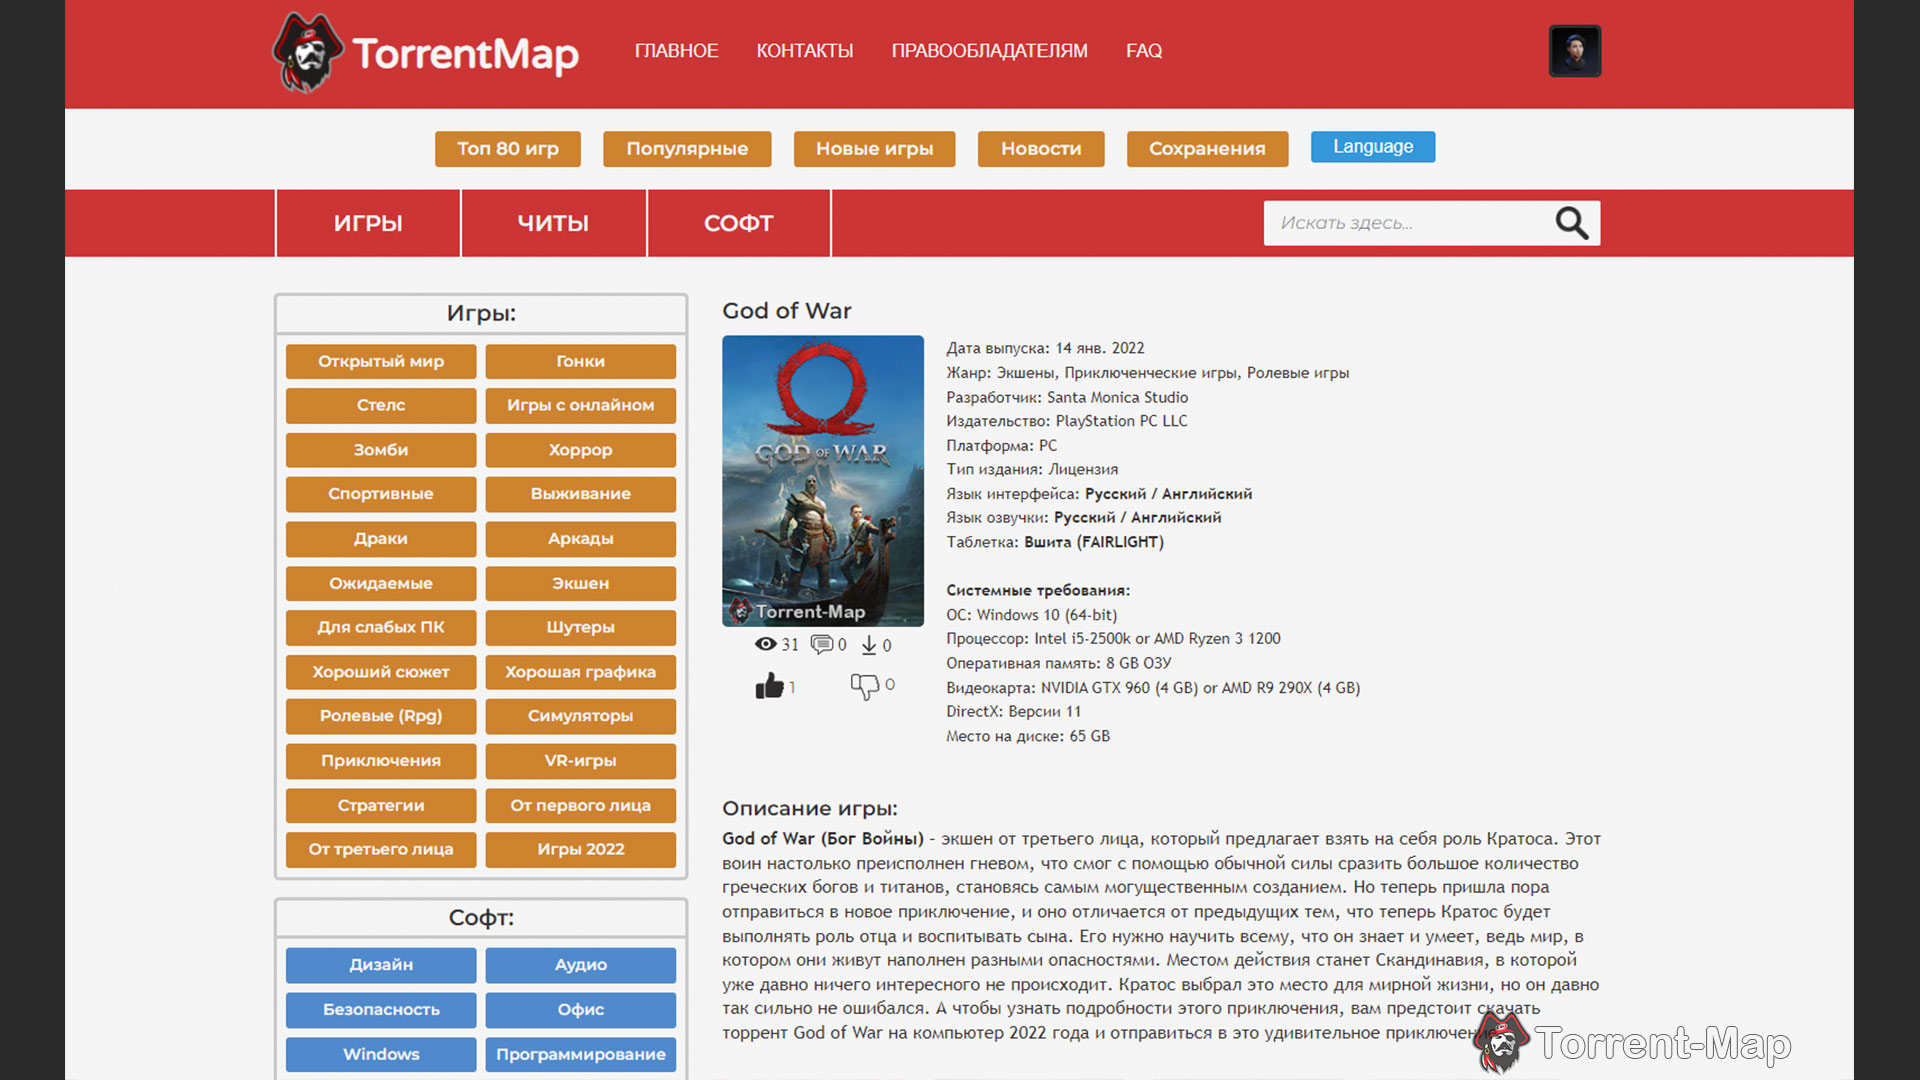 TorrentMap
ГЛАВНОЕ КОНТАКТЫ ПРАВООБЛАДАТЕЛЯМ FAQ
Топ 80 игр Популярные Новые игры Новости Сохранения Language
ИГРЫ ЧИТЫ СОФТ Искать здесь...
Игры:
Открытый мир Гонки
Стелс Игры с онлайном
Зомби Хоррор
Спортивные Выживание
Драки Аркады
Ожидаемые Экшен
Для слабых ПК Шутеры
Хороший сюжет Хорошая графика
Ролевые (Rpg) Симуляторы
Приключения VR-игры
Стратегии От первого лица
От третьего лица Игры 2022
Софт:
Дизайн Аудио
Безопасность Офис
Windows Программирование
God of War
GOD OF WAR
Torrent-Map
31 0 0
1 0
Дата выпуска: 14 янв. 2022
Жанр: Экшены, Приключенческие игры, Ролевые игры
Разработчик: Santa Monica Studio
Издательство: PlayStation PC LLC
Платформа: PC
Тип издания: Лицензия
Язык интерфейса: Русский / Английский
Язык озвучки: Русский / Английский
Таблетка: Вшита (FAIRLIGHT)
Системные требования:
ОС: Windows 10 (64-bit)
Процессор: Intel i5-2500k or AMD Ryzen 3 1200
Оперативная память: 8 GB ОЗУ
Видеокарта: NVIDIA GTX 960 (4 GB) or AMD R9 290X (4 GB)
DirectX: Версии 11
Место на диске: 65 GB
Описание игры:
God of War (Бог Войны) - экшен от третьего лица, который предлагает взять на себя роль Кратоса. Этот
воин настолько преисполнен гневом, что смог с помощью обычной силы сразить большое количество
греческих богов и титанов, становясь самым могущественным созданием. Но теперь пришла пора
отправиться в новое приключение, и оно отличается от предыдущих тем, что теперь Кратос будет
выполнять роль отца и воспитывать сына. Его нужно научить всему, что он знает и умеет, ведь мир, в
котором они живут наполнен разными опасностями. Местом действия станет Скандинавия, в которой
уже давно ничего интересного не происходит. Кратос выбрал это место для мирной жизни, но он давно
так сильно не ошибался. А чтобы узнать подробности этого приключения, вам предстоит скачать
торрент God of War на компьютер 2022 года и отправиться в это удивительное приключение
Torrent-Map